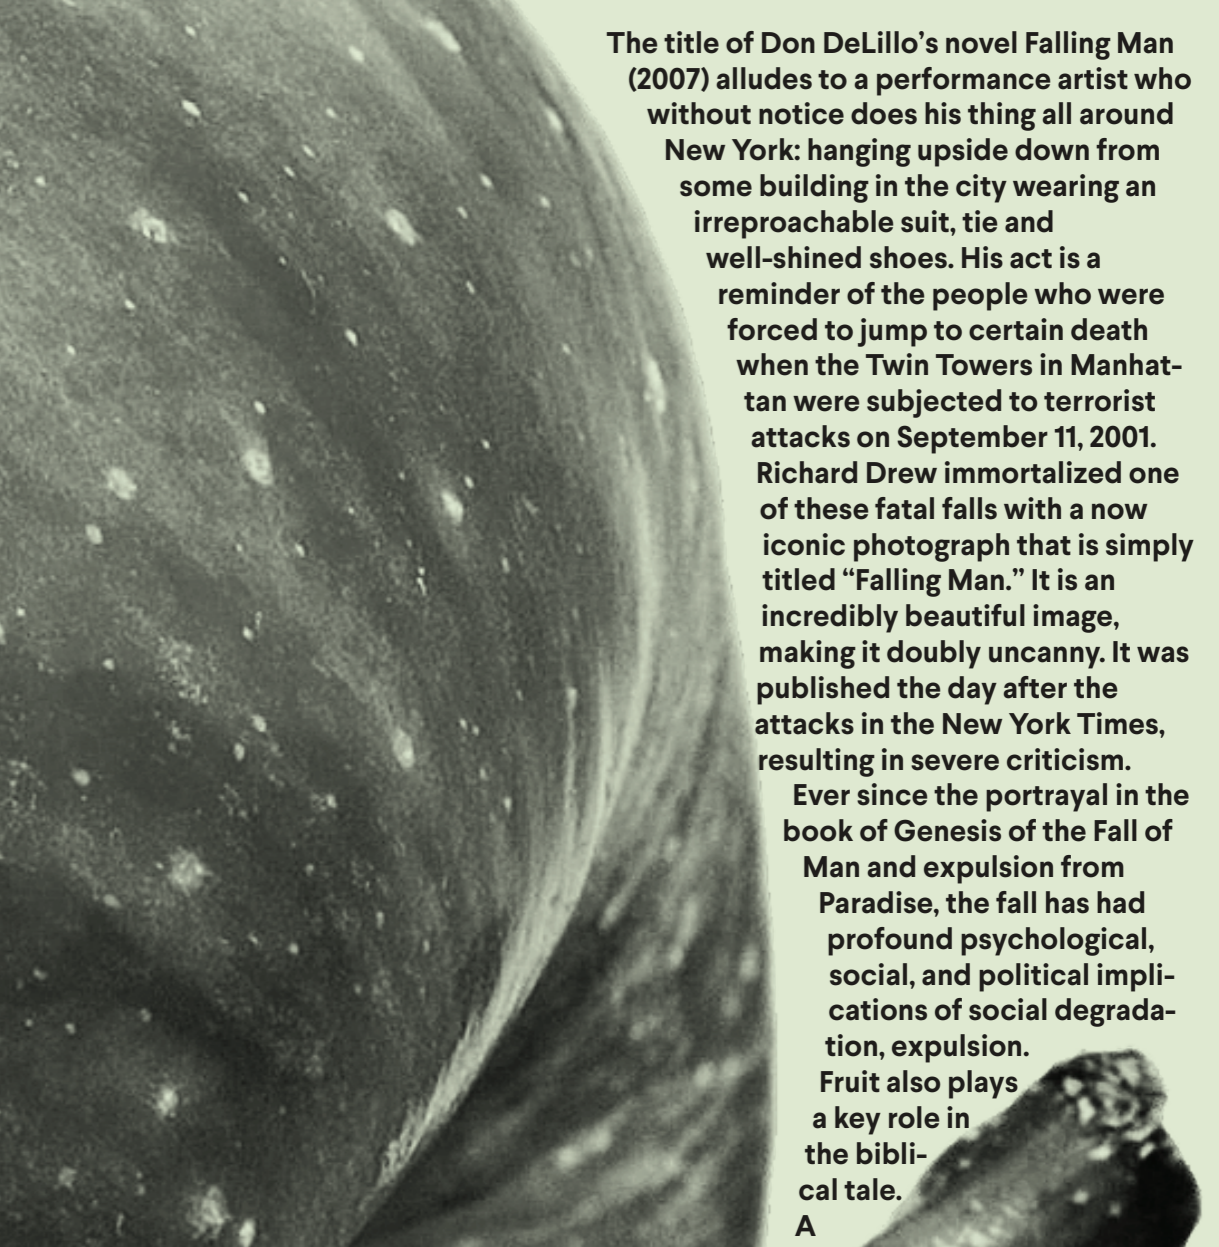 The title of Don DeLillo’s novel Falling Man
(2007) alludes to a performance artist who
without notice does his thing all around
New York: hanging upside down from
some building in the city wearing an
irreproachable suit, tie and
well-shined shoes. His act is a
reminder of the people who were
forced to jump to certain death
when the Twin Towers in Manhat-
tan were subjected to terrorist
attacks on September 11, 2001.
Richard Drew immortalized one
of these fatal falls with a now
iconic photograph that is simply
titled “Falling Man.” It is an
incredibly beautiful image,
making it doubly uncanny. It was
published the day after the
attacks in the New York Times,
resulting in severe criticism.
Ever since the portrayal in the
book of Genesis of the Fall of
Man and expulsion from
Paradise, the fall has had
profound psychological,
social, and political impli-
cations of social degrada-
tion, expulsion.
Fruit also plays
a key role in
the bibli-
cal tale.
A